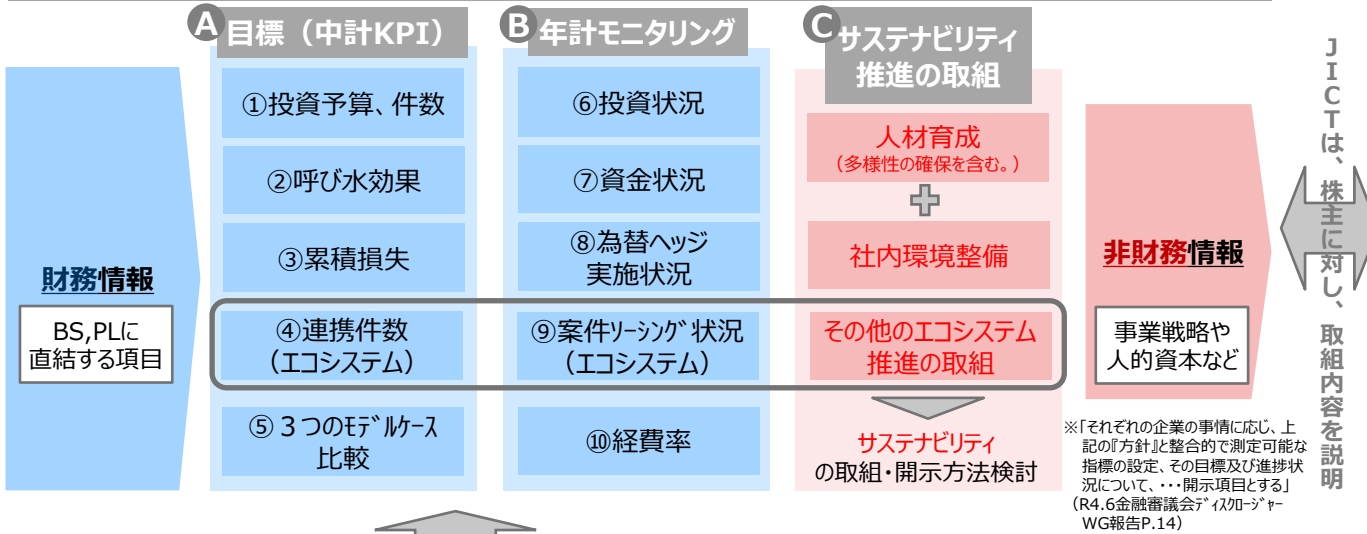 A 目標（中計KPI）
B 年計モニタリング
C サステナビリティ
推進の取組
財務情報
BS,PLに
直結する項目
①投資予算、件数
②呼び水効果
③累積損失
④連携件数
（エコシステム）
⑤３つのﾓﾃﾞﾙｹｰｽ
比較
⑥投資状況
⑦資金状況
⑧為替ヘッジ
実施状況
⑨案件ｿｰｼﾝｸﾞ状況
（エコシステム）
⑩経費率
人材育成
（多様性の確保を含む。）
社内環境整備
その他のエコシステム
推進の取組
サステナビリティ
の取組・開示方法検討
非財務情報
事業戦略や
人的資本など
※「それぞれの企業の事情に応じ、上
記の『方針』と整合的で測定可能な
指標の設定、その目標及び進捗状
況について、・・・開示項目とする」
（R4.6金融審議会ﾃﾞｨｽｸﾛｰｼﾞｬｰ
WG報告P.14）
JICTは、株主に対し、取組内容を説明